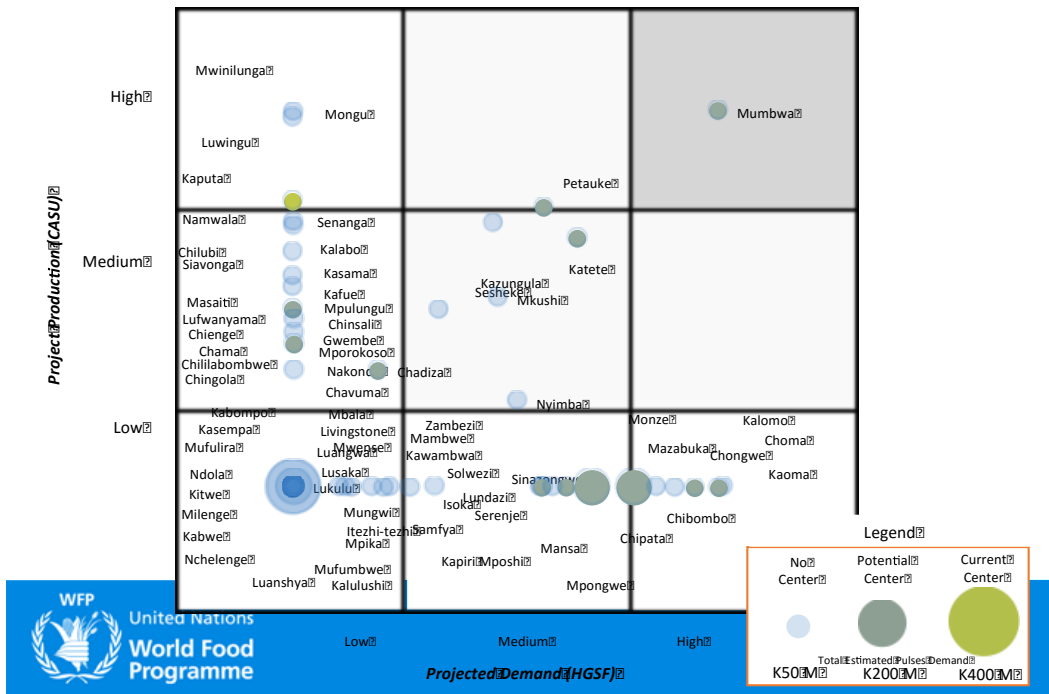 Mwinilunga
High
Mongu
Mumbwa
Luwingu
Kaputa
Petauke
Namwala
Senanga
Chilubi
Kalabo
Siavonga
Medium
Kasama
Katete
Kazungula
Kafue
Sesheke
Mkushi
Masaiti
Mpulungu
Lufwanyama
Chinsali
Chienge
Gwembe
Chama
Mporokoso
Chililabombwe
Chadiza
Chingola
Chavuma
Nyimba
Project Production (CASU)
Kabompo
Mbala
Monze
Kalomo
Low
Kasempa
Livingstone
Zambezi
Mambwe
Choma
Mufulira
Mwense
Luangwa
Kawambwa
Mazabuka
Chongwe
Ndola
Lusaka
Solwezi
Kaoma
Kitwe
Lukulu
Lundazi
Isoka
Milenge
Mungwi
Serenje
Chibombo
Kabwe
Itezhi-tezhi
Samfya
Mpika
Chipata
Mansa
Nchelenge
Kapiri Mposhi
Mufumbwe
Luanshya
Kalulushi
Mpongwe
Legend
No Center
Potential Center
Current Center
Total Estimated Pulses Demand
K50 M
K200 M
K400 M
WFP
United Nations
World Food
Programme
Low
Medium
High
Projected Demand (HGSF)